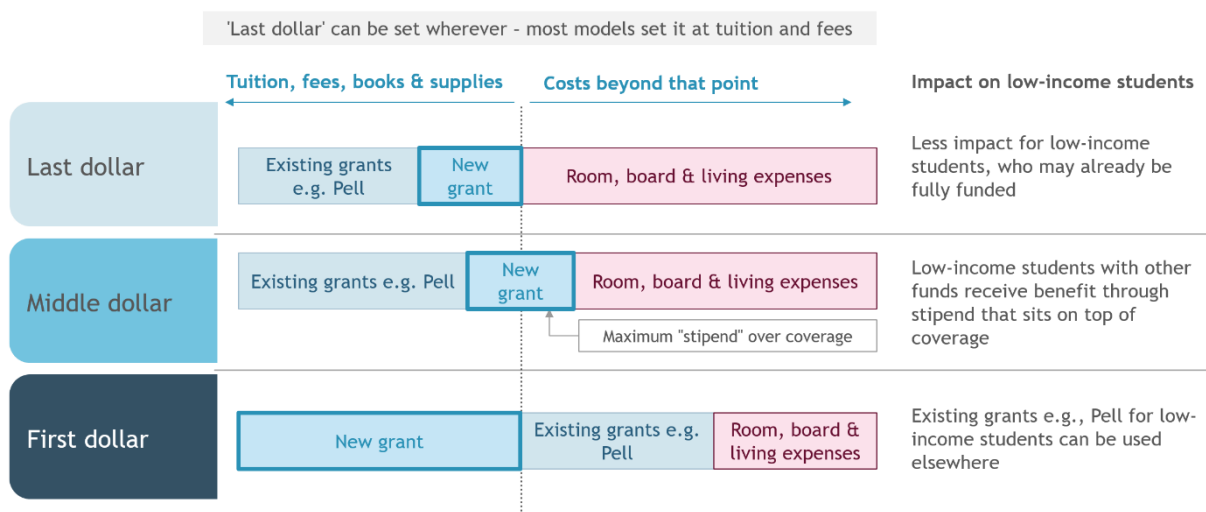 'Last dollar' can be set wherever – most models set it at tuition and fees
Tuition, fees, books & supplies
Costs beyond that point
Impact on low-income students
Last dollar
Existing grants
e.g. Pell
New
grant
Room, board & living expenses
Less impact for low-income
students, who may already be
fully funded
Middle dollar
Existing grants e.g. Pell
New
grant
Room, board & living expenses
Maximum "stipend" over coverage
Low-income students with other
funds receive benefit through
stipend that sits on top of
coverage
First dollar
New grant
Existing grants e.g.
Pell
Room, board &
living expenses
Existing grants e.g., Pell for low-
income students can be used
elsewhere